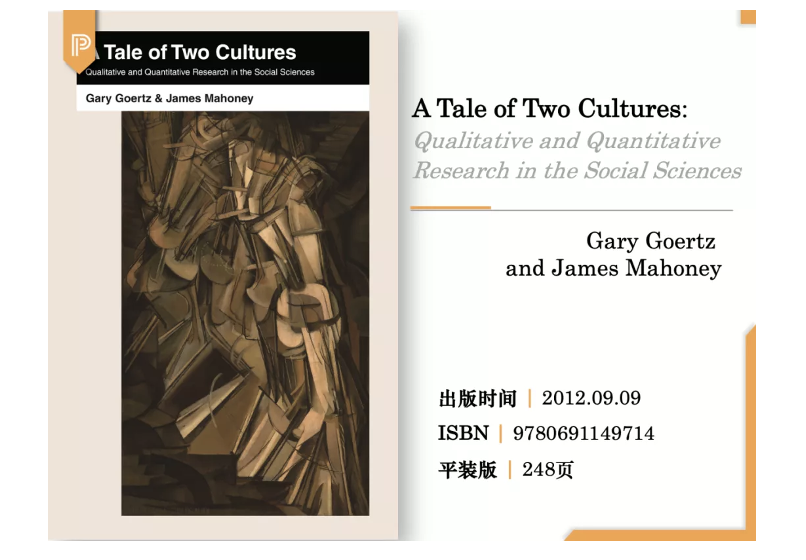 A Tale of Two Cultures
Qualitative and Quantitative Research in the Social Sciences
Gary Goertz & James Mahoney
A Tale of Two Cultures:
Qualitative and Quantitative
Research in the Social Sciences
Gary Goertz
and James Mahoney
出版时间 | 2012.09.09
ISBN | 9780691149714
平装版 | 248页